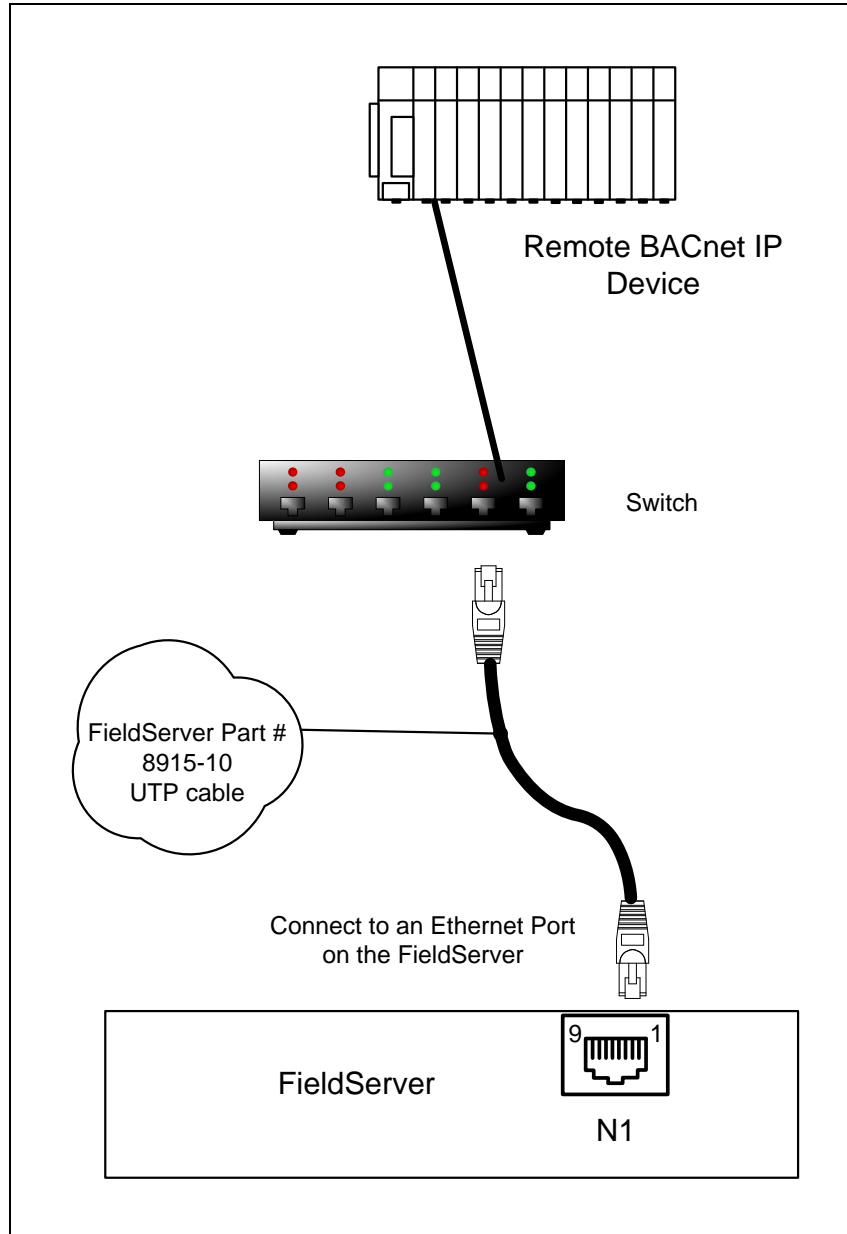 Remote BACnet IP
Device
Switch
FieldServer Part #
8915-10
UTP cable
Connect to an Ethernet Port
on the FieldServer
9 1
FieldServer
N1